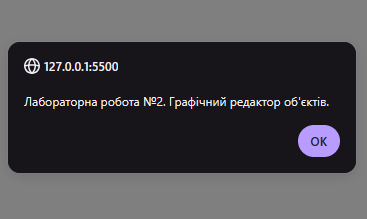 127.0.0.1:5500
Лабораторна робота №2. Графічний редактор об'єктів.
OK